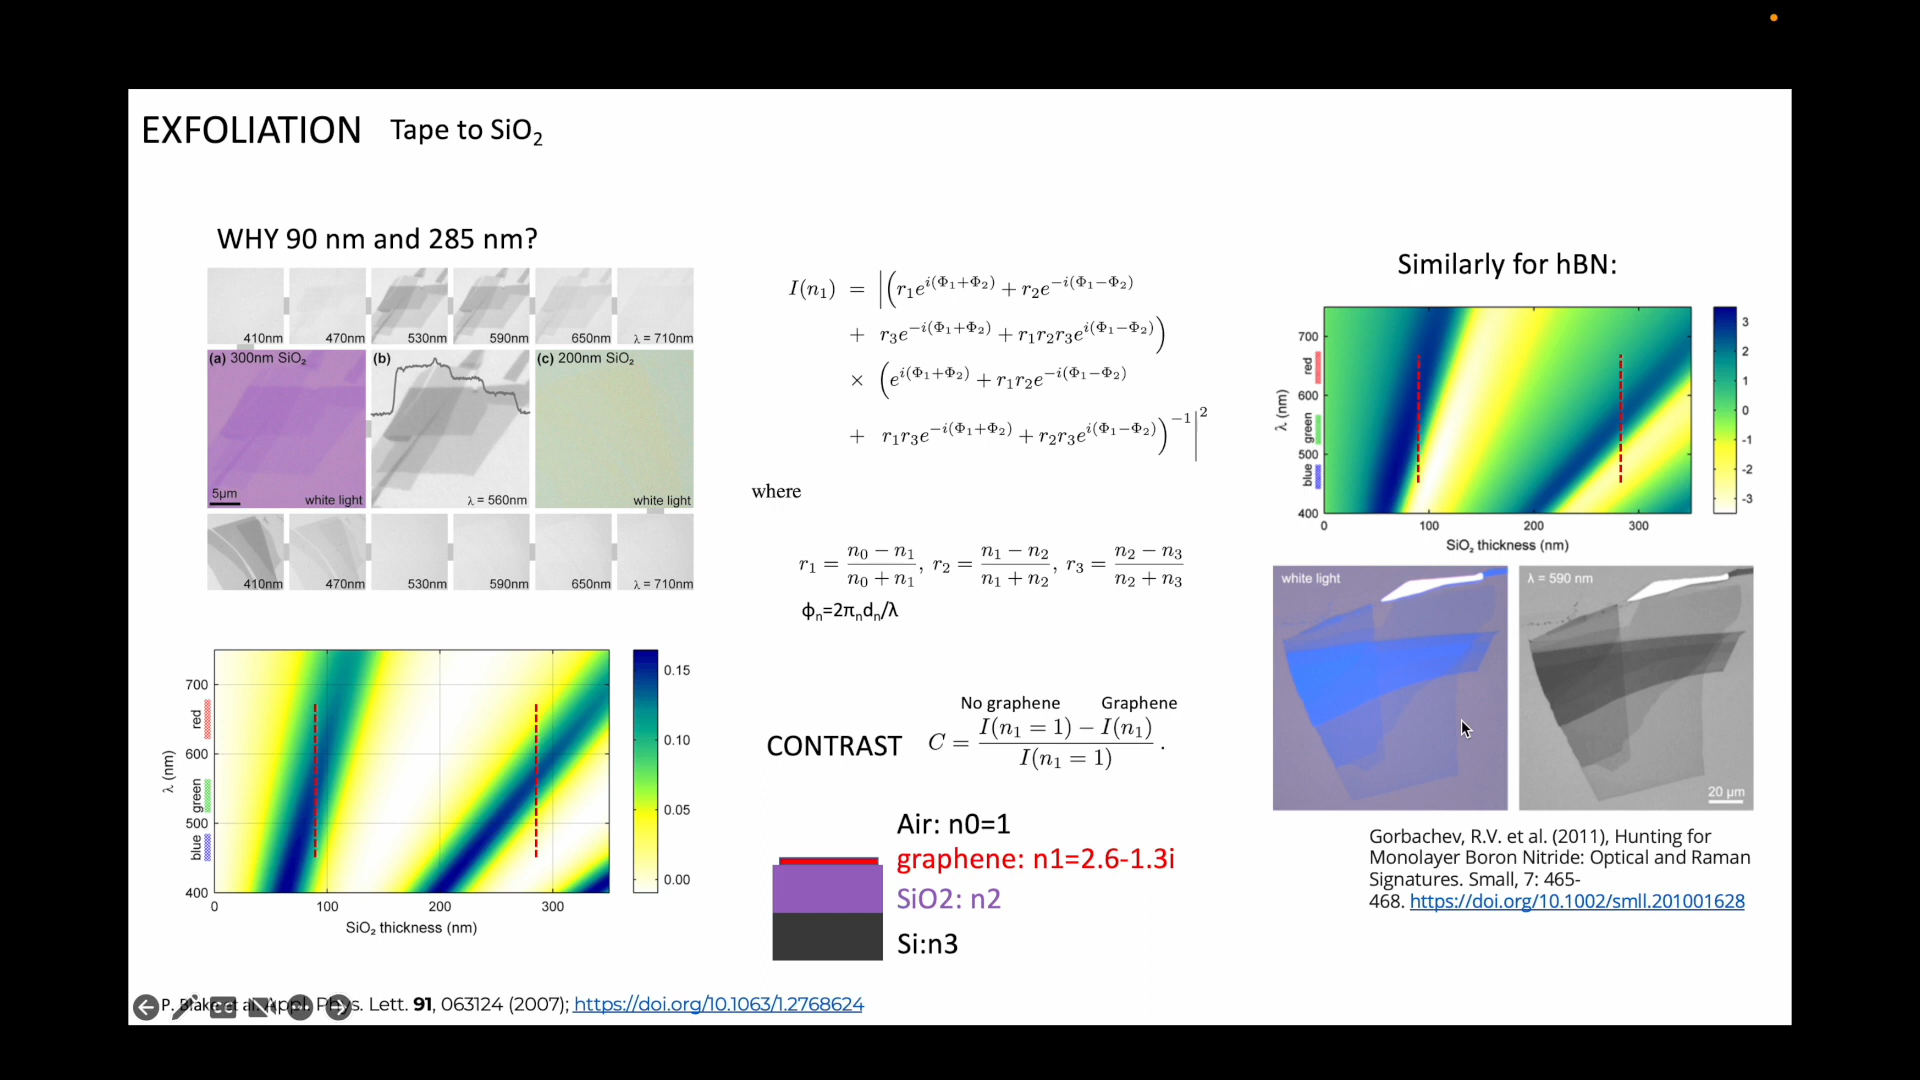 EXFOLIATION Tape to SiO₂
WHY 90 nm and 285 nm?
410nm 470nm 530nm 590nm 650nm λ = 710nm
(a) 300nm SiO₂ (b) (c) 200nm SiO₂
5μm white light λ = 560nm white light
410nm 470nm 530nm 590nm 650nm λ = 710nm
λ (nm)
blue green red
700
600
500
400
0 100 200 300
SiO₂ thickness (nm)
0.15
0.10
0.05
0.00
I(n₁) = |(r₁e^{i(Φ₁+Φ₂)} + r₂e^{−i(Φ₁−Φ₂)}
+ r₃e^{−i(Φ₁+Φ₂)} + r₁r₂r₃e^{i(Φ₁−Φ₂)})
× (e^{i(Φ₁+Φ₂)} + r₁r₂e^{−i(Φ₁−Φ₂)}
+ r₁r₃e^{−i(Φ₁+Φ₂)} + r₂r₃e^{i(Φ₁−Φ₂)})^{−1}|²
where
r₁ = (n₀ − n₁)/(n₀ + n₁), r₂ = (n₁ − n₂)/(n₁ + n₂), r₃ = (n₂ − n₃)/(n₂ + n₃)
ϕₙ=2πₙdₙ/λ
No graphene Graphene
CONTRAST C = (I(n₁ = 1) − I(n₁))/I(n₁ = 1) .
Air: n0=1
graphene: n1=2.6-1.3i
SiO2: n2
Si:n3
Similarly for hBN:
λ (nm)
blue green red
700
600
500
400
0 100 200 300
SiO₂ thickness (nm)
3
2
1
0
-1
-2
-3
white light λ = 590 nm
20 μm
Gorbachev, R.V. et al. (2011), Hunting for
Monolayer Boron Nitride: Optical and Raman
Signatures. Small, 7: 465-
468. https://doi.org/10.1002/smll.201001628
P. Blake et al. Appl. Phys. Lett. 91, 063124 (2007); https://doi.org/10.1063/1.2768624